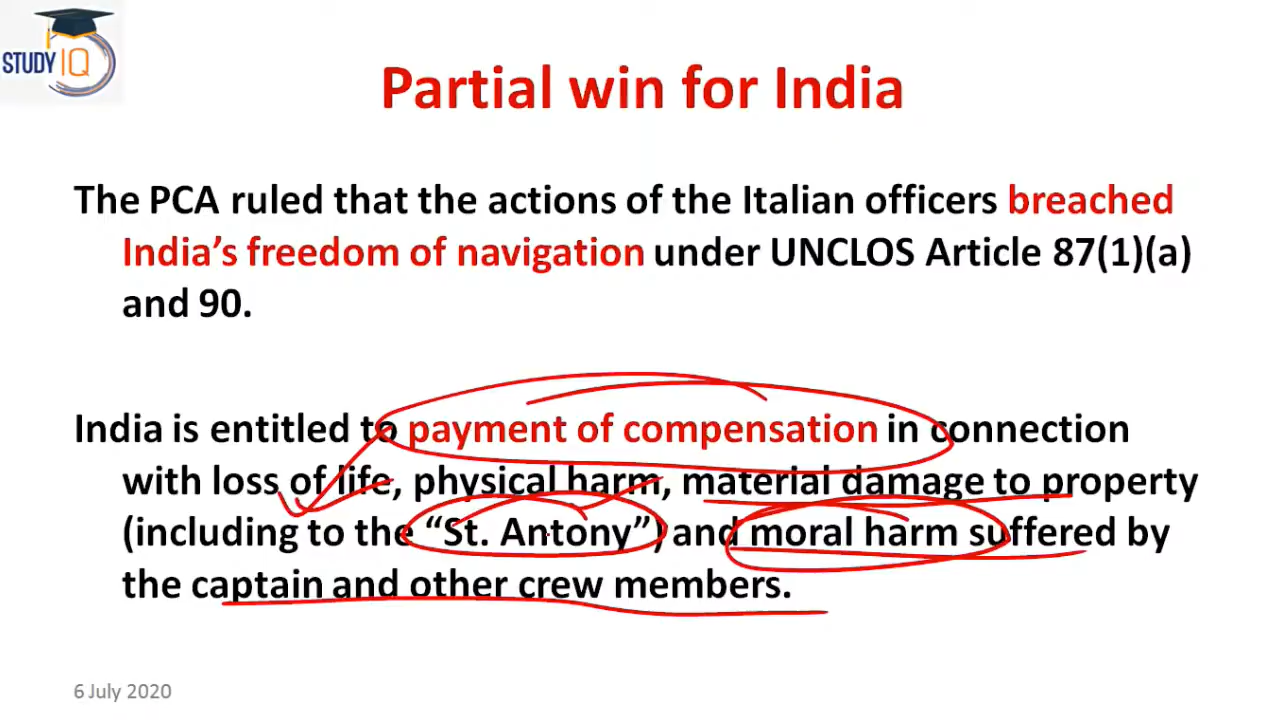 STUDY IQ
Partial win for India
The PCA ruled that the actions of the Italian officers breached
India’s freedom of navigation under UNCLOS Article 87(1)(a)
and 90.
India is entitled to payment of compensation in connection
with loss of life, physical harm, material damage to property
(including to the “St. Antony”) and moral harm suffered by
the captain and other crew members.
6 July 2020